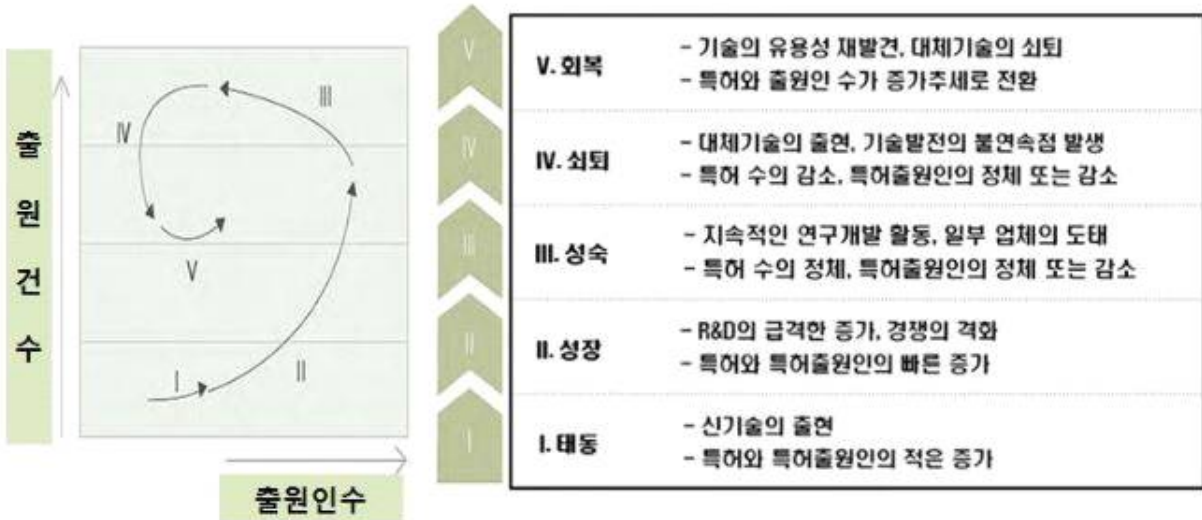 출원건수
IV
III
V
I
II
출원인수
V
IV
III
II
I
V. 회복
- 기술의 유용성 재발견, 대체기술의 쇠퇴
- 특허와 출원인 수가 증가추세로 전환
IV. 쇠퇴
- 대체기술의 출현, 기술발전의 불연속점 발생
- 특허 수의 감소, 특허출원인의 정체 또는 감소
III. 성숙
- 지속적인 연구개발 활동, 일부 업체의 도태
- 특허 수의 정체, 특허출원인의 정체 또는 감소
II. 성장
- R&D의 급격한 증가, 경쟁의 격화
- 특허와 특허출원인의 빠른 증가
I. 태동
- 신기술의 출현
- 특허와 특허출원인의 적은 증가